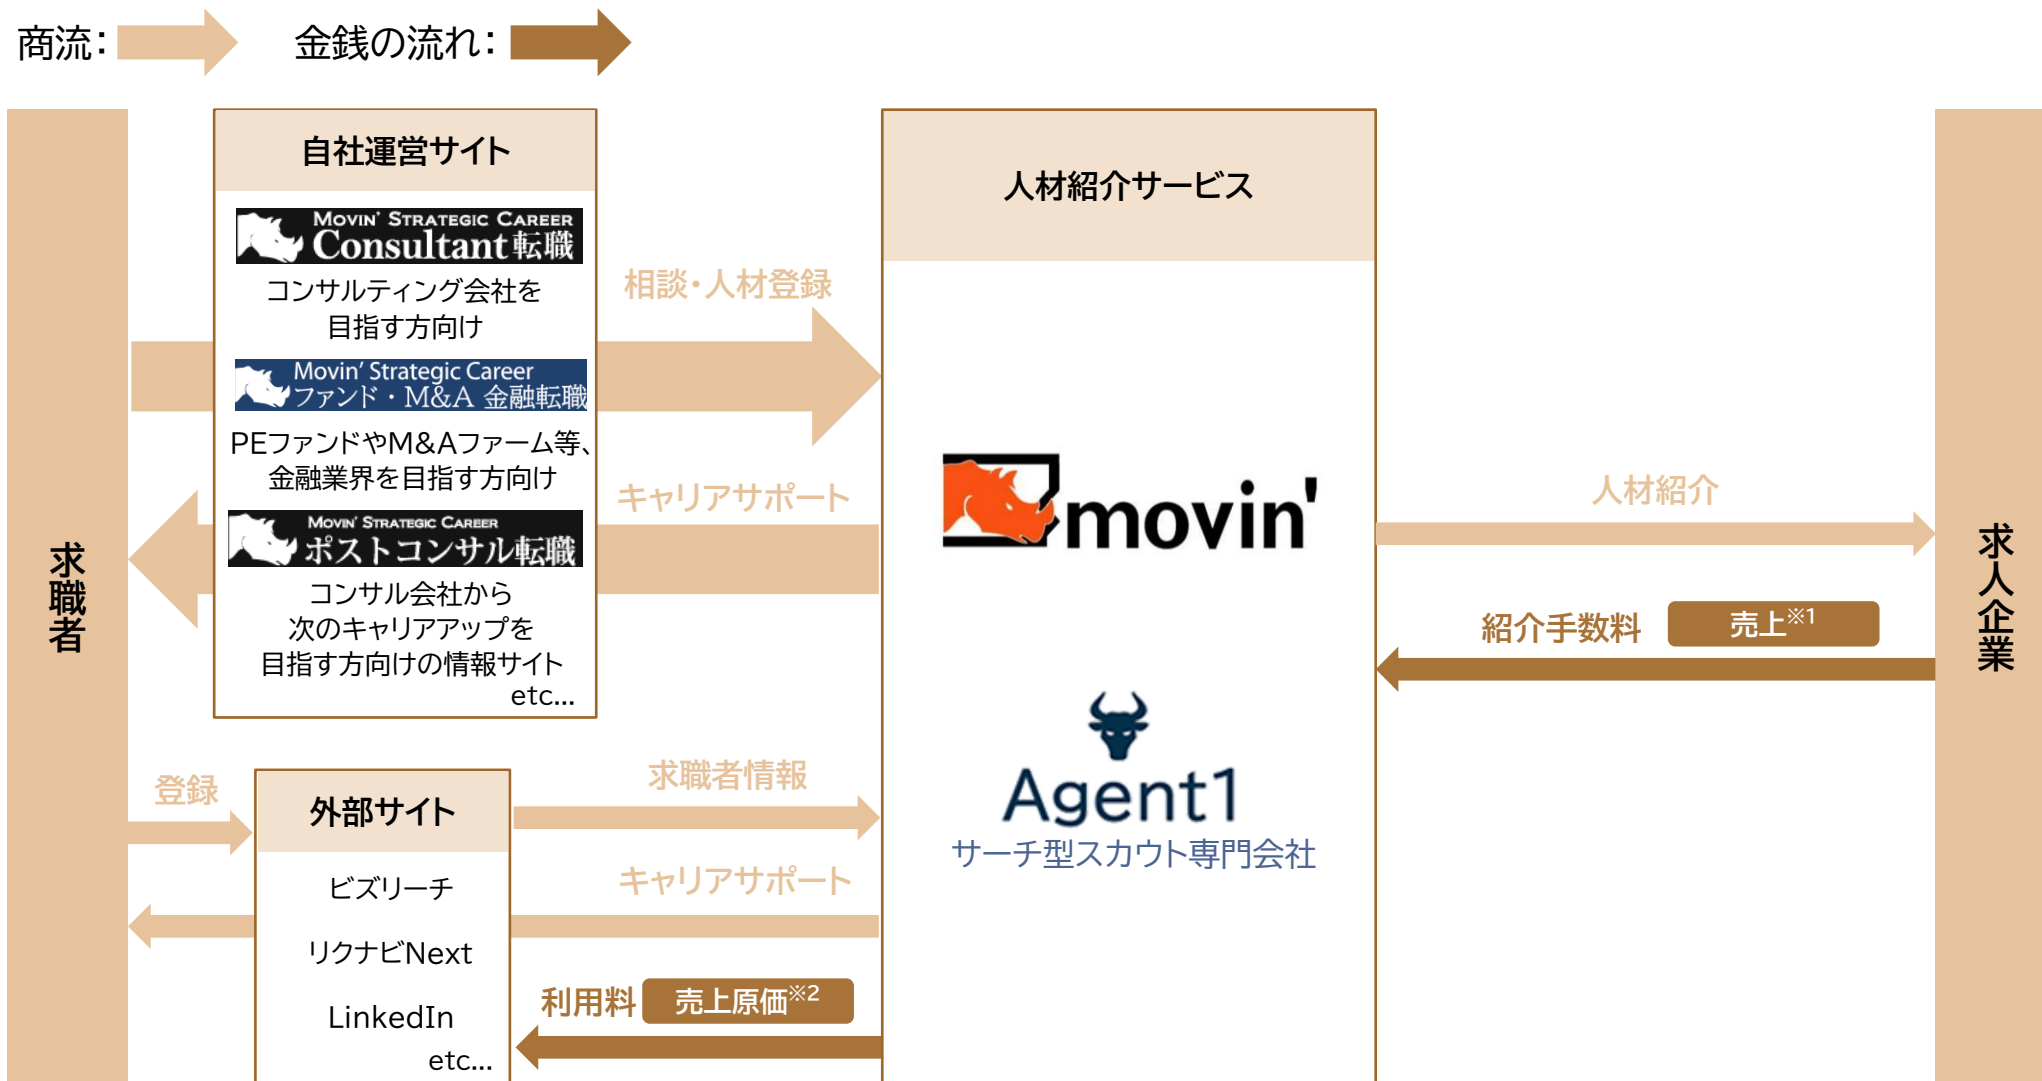 商流：
金銭の流れ：
求職者
自社運営サイト
MOVIN' STRATEGIC CAREER
Consultant 転職
コンサルティング会社を
目指す方向け
Movin' Strategic Career
ファンド・M&A 金融転職
PEファンドやM&Aファーム等、
金融業界を目指す方向け
MOVIN' STRATEGIC CAREER
ポストコンサル転職
コンサル会社から
次のキャリアアップを
目指す方向けの情報サイト
etc...
相談・人材登録
キャリアサポート
登録
外部サイト
ビズリーチ
リクナビNext
LinkedIn
etc...
求職者情報
キャリアサポート
利用料
売上原価※2
人材紹介サービス
movin'
Agent1
サーチ型スカウト専門会社
人材紹介
紹介手数料
売上※1
求人企業